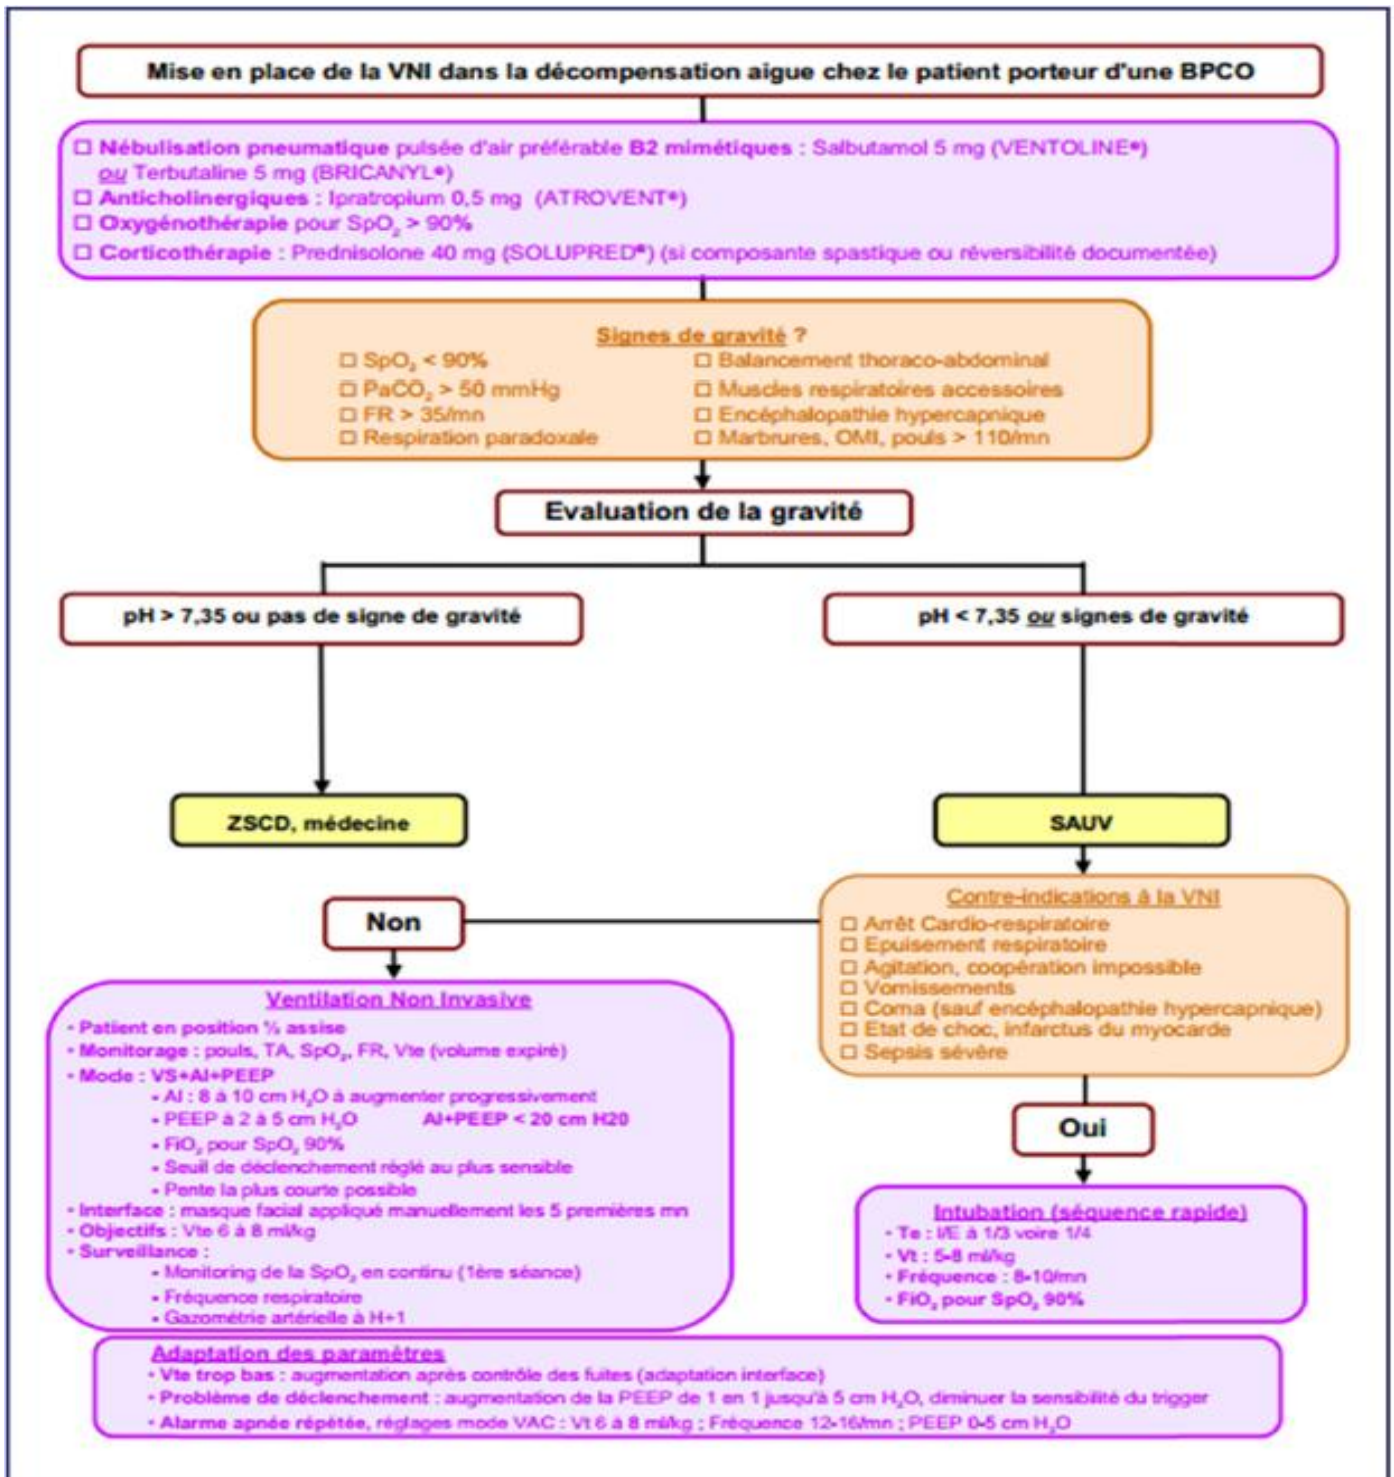 Mise en place de la VNI dans la décompensation aigue chez le patient porteur d'une BPCO
☐ Nébulisation pneumatique pulsée d'air préférable B2 mimétiques : Salbutamol 5 mg (VENTOLINE®)
ou Terbutaline 5 mg (BRICANYL®)
☐ Anticholinergiques : Ipratropium 0,5 mg (ATROVENT®)
☐ Oxygénothérapie pour SpO₂ > 90%
☐ Corticothérapie : Prednisolone 40 mg (SOLUPRED®) (si composante spastique ou réversibilité documentée)
Signes de gravité ?
☐ SpO₂ < 90%
☐ PaCO₂ > 50 mmHg
☐ FR > 35/mn
☐ Respiration paradoxale
☐ Balancement thoraco-abdominal
☐ Muscles respiratoires accessoires
☐ Encéphalopathie hypercapnique
☐ Marbrures, OMI, pouls > 110/mn
Evaluation de la gravité
pH > 7,35 ou pas de signe de gravité
pH < 7,35 ou signes de gravité
ZSCD, médecine
SAUV
Contre-indications à la VNI
☐ Arrêt Cardio-respiratoire
☐ Epuisement respiratoire
☐ Agitation, coopération impossible
☐ Vomissements
☐ Coma (sauf encéphalopathie hypercapnique)
☐ Etat de choc, infarctus du myocarde
☐ Sepsis sévère
Non
Ventilation Non Invasive
• Patient en position ½ assise
• Monitorage : pouls, TA, SpO₂, FR, Vte (volume expiré)
• Mode : VS+AI+PEEP
- AI : 8 à 10 cm H₂O à augmenter progressivement
- PEEP à 2 à 5 cm H₂O AI+PEEP < 20 cm H20
- FiO₂ pour SpO₂ 90%
- Seuil de déclenchement réglé au plus sensible
- Pente la plus courte possible
• Interface : masque facial appliqué manuellement les 5 premières mn
• Objectifs : Vte 6 à 8 ml/kg
• Surveillance :
- Monitoring de la SpO₂ en continu (1ère séance)
- Fréquence respiratoire
- Gazométrie artérielle à H+1
Oui
Intubation (séquence rapide)
• Te : I/E à 1/3 voire 1/4
• Vt : 5-8 ml/kg
• Fréquence : 8-10/mn
• FiO₂ pour SpO₂ 90%
Adaptation des paramètres
• Vte trop bas : augmentation après contrôle des fuites (adaptation interface)
• Problème de déclenchement : augmentation de la PEEP de 1 en 1 jusqu'à 5 cm H₂O, diminuer la sensibilité du trigger
• Alarme apnée répétée, réglages mode VAC : Vt 6 à 8 ml/kg ; Fréquence 12-16/mn ; PEEP 0-5 cm H₂O